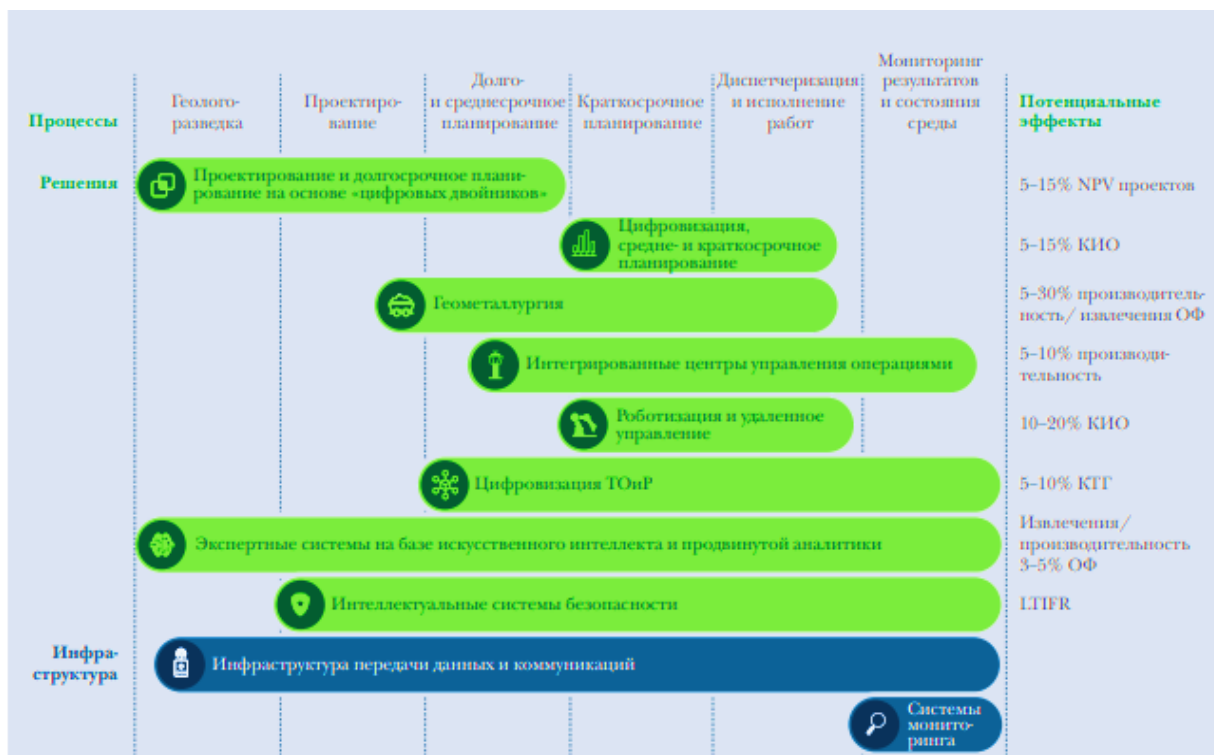 Процессы
Геолого-
разведка
Проектиро-
вание
Долго-
и среднесрочное
планирование
Краткосрочное
планирование
Диспетчеризация
и исполнение
работ
Мониторинг
результатов
и состояния
среды
Потенциальные
эффекты
Решения
Проектирование и долгосрочное плани-
рование на основе «цифровых двойников»
5–15% NPV проектов
Цифровизация,
средне- и краткосрочное
планирование
5–15% КИО
Геометаллургия
5–30% производитель-
ность/ извлечения ОФ
Интегрированные центры управления операциями
5–10% производи-
тельность
Роботизация и удаленное
управление
10–20% КИО
Цифровизация ТОиР
5–10% КТГ
Экспертные системы на базе искусственного интеллекта и продвинутой аналитики
Извлечения/
производительность
3–5% ОФ
Интеллектуальные системы безопасности
LTIFR
Инфра-
структура
Инфраструктура передачи данных и коммуникаций
Системы
монито-
ринга